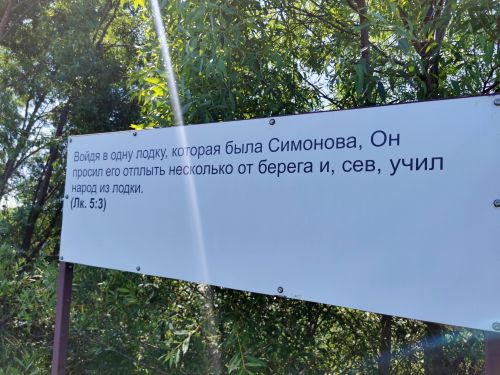 Войдя в одну лодку, которая была Симонова, Он
просил его отплыть несколько от берега и, сев, учил
народ из лодки.
(Лк. 5:3)